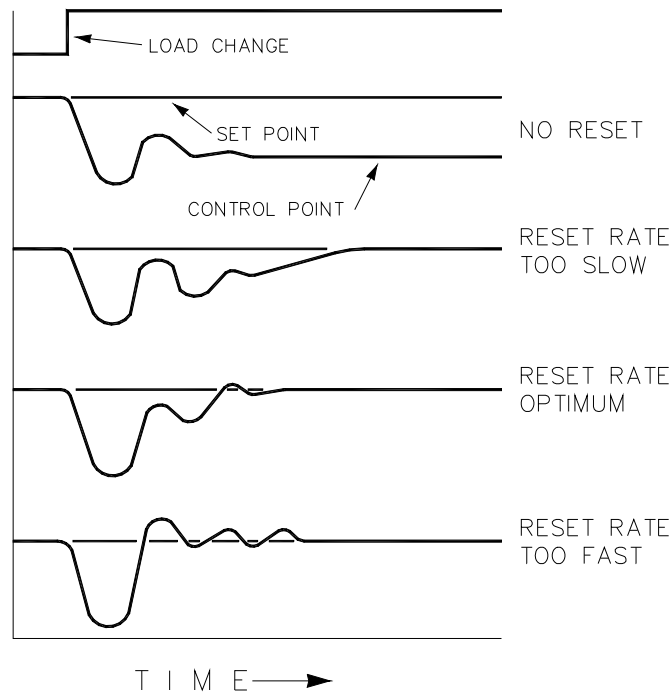 LOAD CHANGE
SET POINT
NO RESET
CONTROL POINT
RESET RATE
TOO SLOW
RESET RATE
OPTIMUM
RESET RATE
TOO FAST
TIME